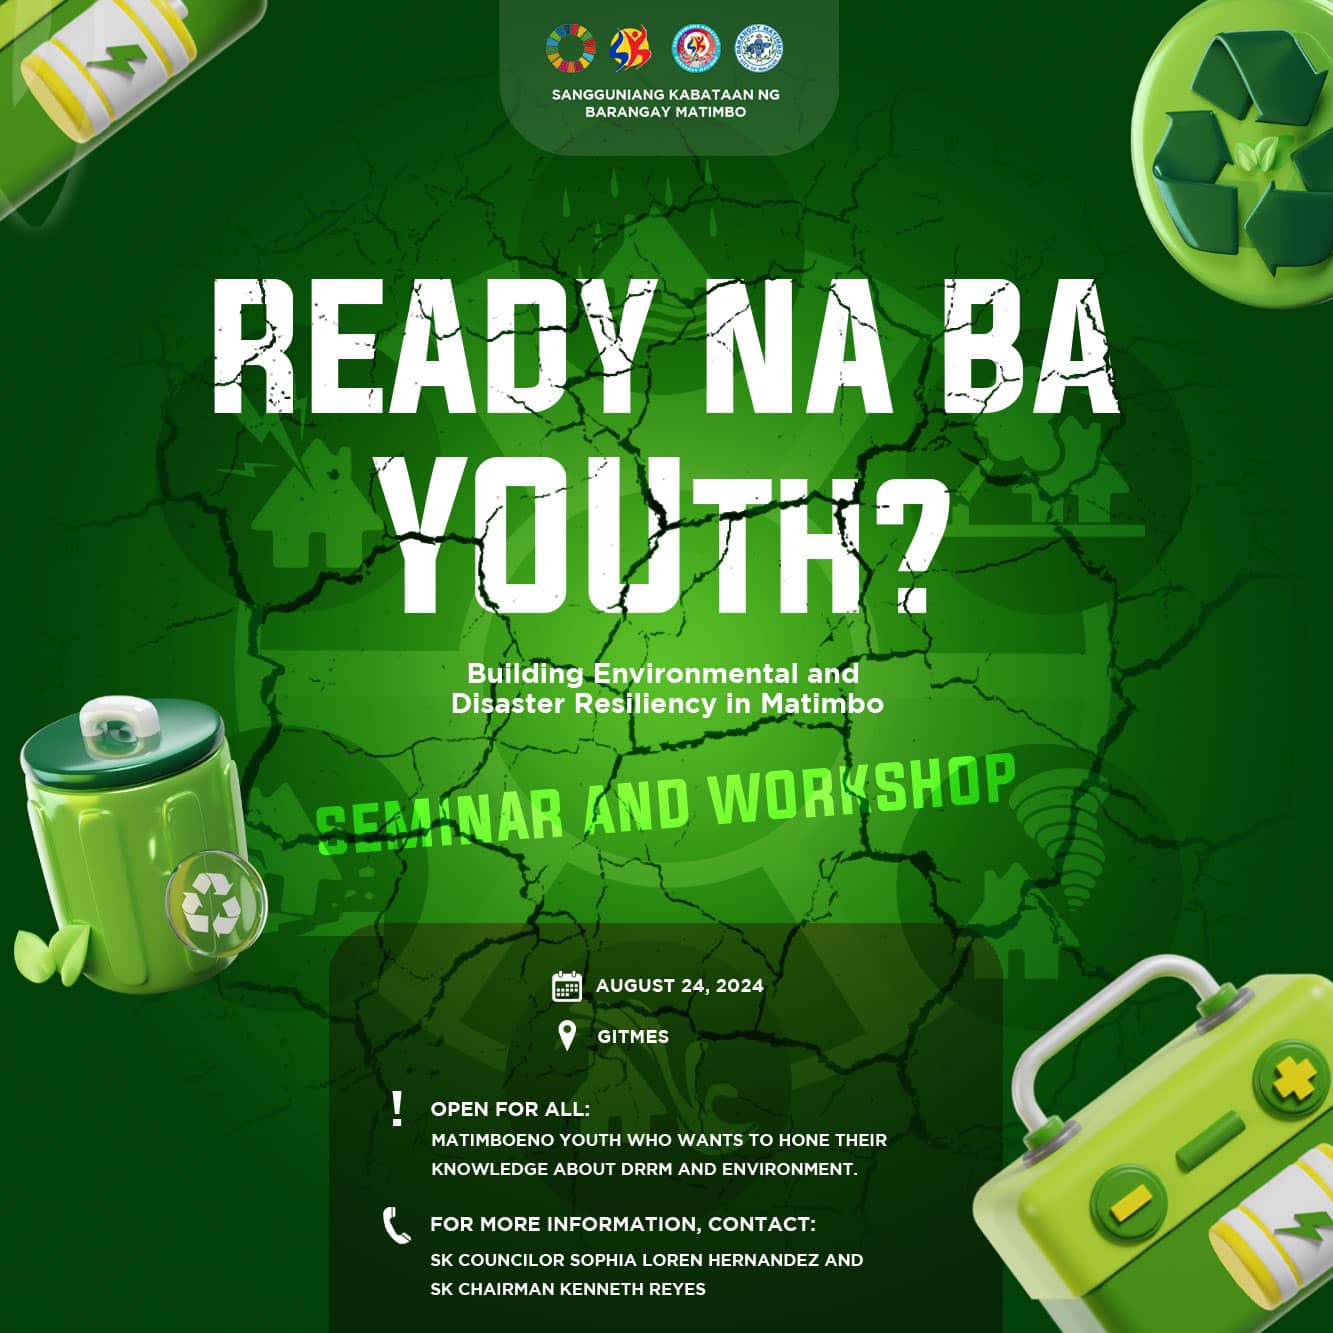 SANGGUNIANG KABATAAN NG
BARANGAY MATIMBO
READY NA BA
YOUTH?
Building Environmental and
Disaster Resiliency in Matimbo
SEMINAR AND WORKSHOP
AUGUST 24, 2024
GITMES
! OPEN FOR ALL:
MATIMBOENO YOUTH WHO WANTS TO HONE THEIR
KNOWLEDGE ABOUT DRRM AND ENVIRONMENT.
FOR MORE INFORMATION, CONTACT:
SK COUNCILOR SOPHIA LOREN HERNANDEZ AND
SK CHAIRMAN KENNETH REYES